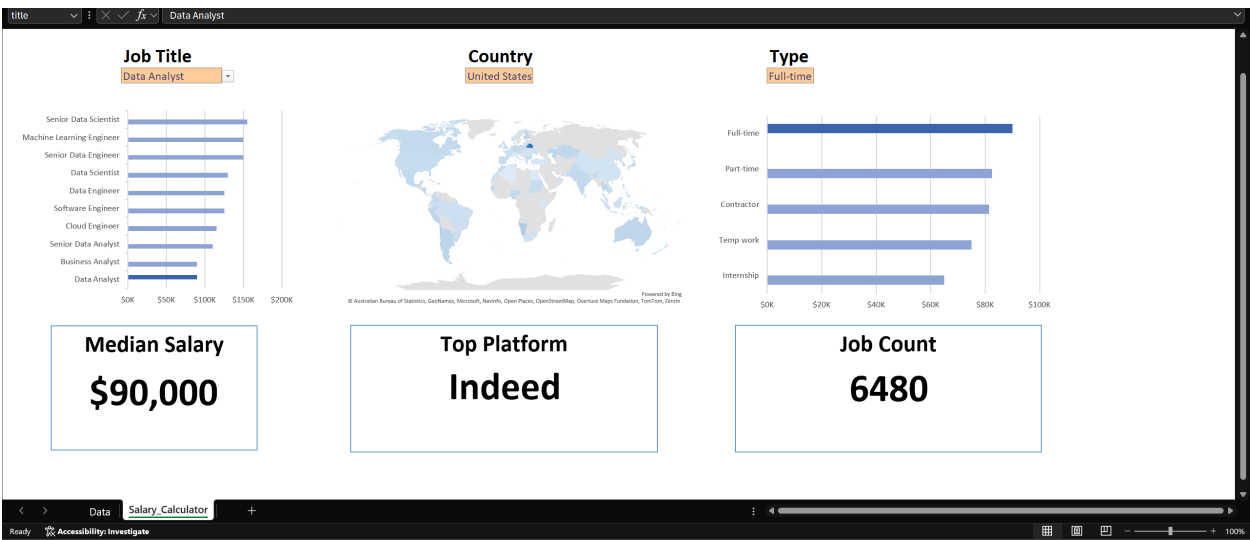 title
fx
Data Analyst
Job Title
Data Analyst
Country
United States
Type
Full-time
Senior Data Scientist
Machine Learning Engineer
Senior Data Engineer
Data Scientist
Data Engineer
Software Engineer
Cloud Engineer
Senior Data Analyst
Business Analyst
Data Analyst
$0K $50K $100K $150K $200K
Powered by Bing
© Australian Bureau of Statistics, GeoNames, Microsoft, Navinfo, Open Places, OpenStreetMap, Overture Maps Fundation, TomTom, Zenrin
Full-time
Part-time
Contractor
Temp work
Internship
$0K $20K $40K $60K $80K $100K
Median Salary
$90,000
Top Platform
Indeed
Job Count
6480
Data Salary_Calculator
Ready Accessibility: Investigate 100%